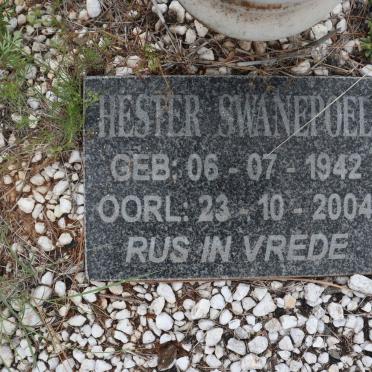 HESTER SWANEPOEL
GEB: 06 - 07 - 1942
OORL: 23 - 10 - 2004
RUS IN VREDE